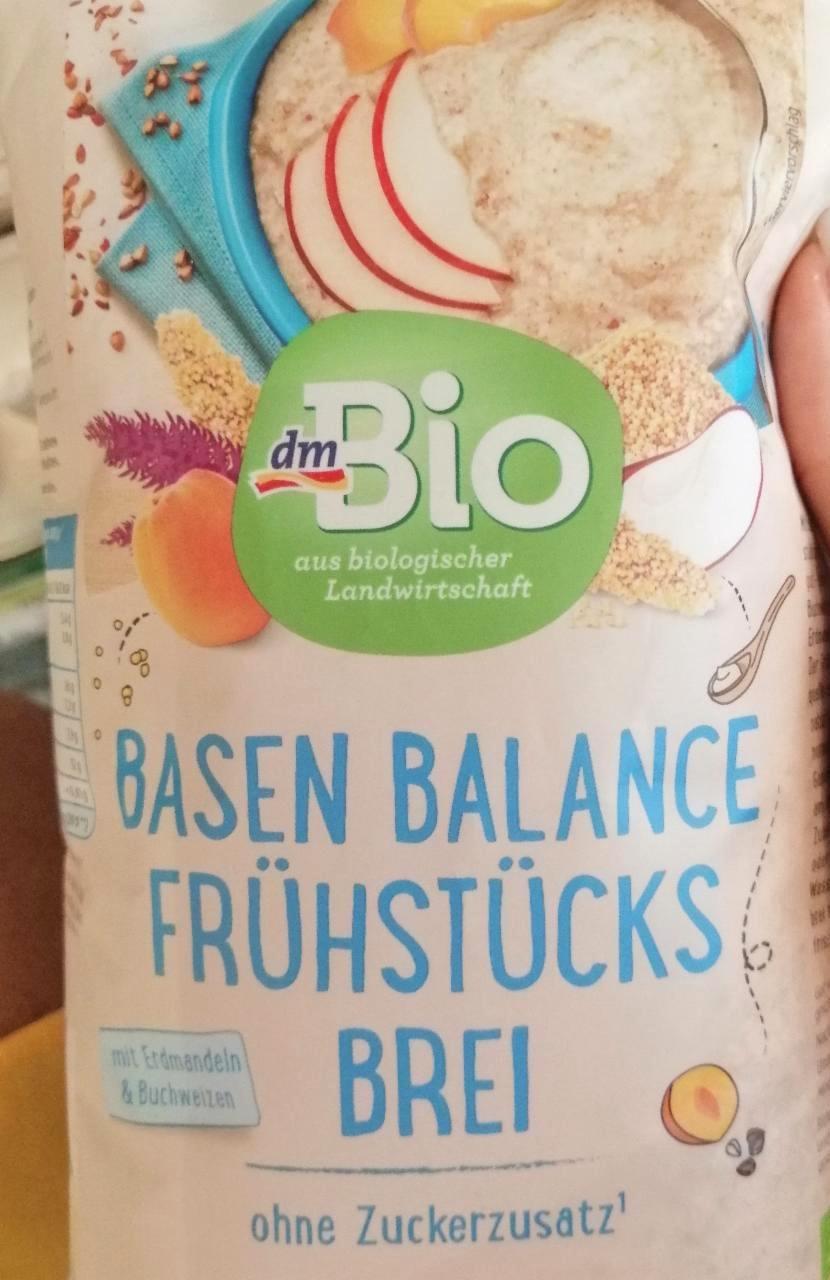 dm
Bio
aus biologischer
Landwirtschaft
BASEN BALANCE
FRÜHSTÜCKS
BREI
mit Erdmandeln
& Buchweizen
ohne Zuckerzusatz¹